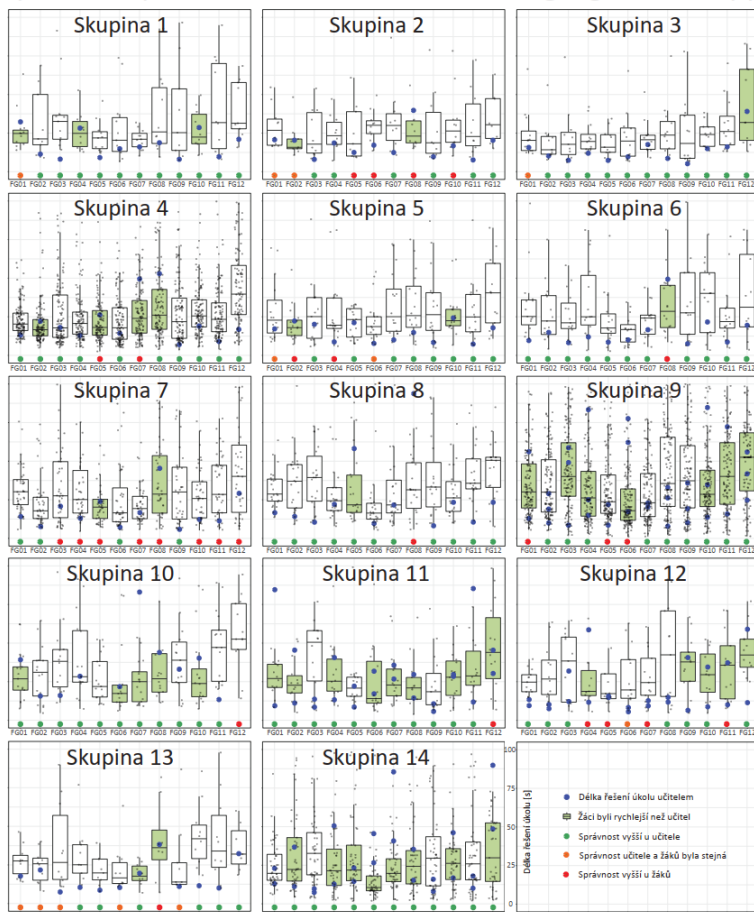 Skupina 1
Skupina 2
Skupina 3
FG01 FG02 FG03 FG04 FG05 FG06 FG07 FG08 FG09 FG10 FG11 FG12
FG01 FG02 FG03 FG04 FG05 FG06 FG07 FG08 FG09 FG10 FG11 FG12
FG01 FG02 FG03 FG04 FG05 FG06 FG07 FG08 FG09 FG10 FG11 FG12
Skupina 4
Skupina 5
Skupina 6
FG01 FG02 FG03 FG04 FG05 FG06 FG07 FG08 FG09 FG10 FG11 FG12
FG01 FG02 FG03 FG04 FG05 FG06 FG07 FG08 FG09 FG10 FG11 FG12
FG01 FG02 FG03 FG04 FG05 FG06 FG07 FG08 FG09 FG10 FG11 FG12
Skupina 7
Skupina 8
Skupina 9
FG01 FG02 FG03 FG04 FG05 FG06 FG07 FG08 FG09 FG10 FG11 FG12
FG01 FG02 FG03 FG04 FG05 FG06 FG07 FG08 FG09 FG10 FG11 FG12
FG01 FG02 FG03 FG04 FG05 FG06 FG07 FG08 FG09 FG10 FG11 FG12
Skupina 10
Skupina 11
Skupina 12
FG01 FG02 FG03 FG04 FG05 FG06 FG07 FG08 FG09 FG10 FG11 FG12
FG01 FG02 FG03 FG04 FG05 FG06 FG07 FG08 FG09 FG10 FG11 FG12
FG01 FG02 FG03 FG04 FG05 FG06 FG07 FG08 FG09 FG10 FG11 FG12
Skupina 13
Skupina 14
FG01 FG02 FG03 FG04 FG05 FG06 FG07 FG08 FG09 FG10 FG11 FG12
FG01 FG02 FG03 FG04 FG05 FG06 FG07 FG08 FG09 FG10 FG11 FG12
Délka řešení úkolu [s]
100
75
50
25
0
Délka řešení úkolu učitelem
Žáci byli rychlejší než učitel
Správnost vyšší u učitele
Správnost učitele a žáků byla stejná
Správnost vyšší u žáků